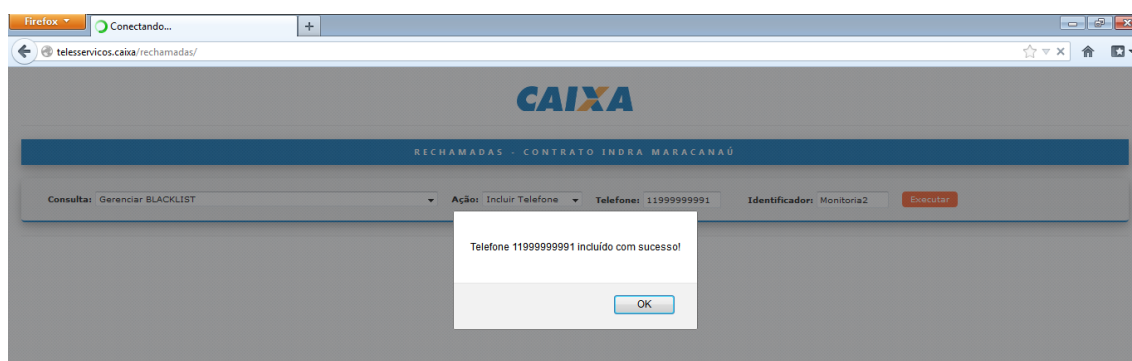 Firefox
Conectando...
telesservicos.caixa/rechamadas/
CAIXA
RECHAMADAS - CONTRATO INDRA MARACANAÚ
Consulta: Gerenciar BLACKLIST Ação: Incluir Telefone Telefone: 11999999991 Identificador: Monitoria2 Executar
Telefone 11999999991 incluído com sucesso!
OK